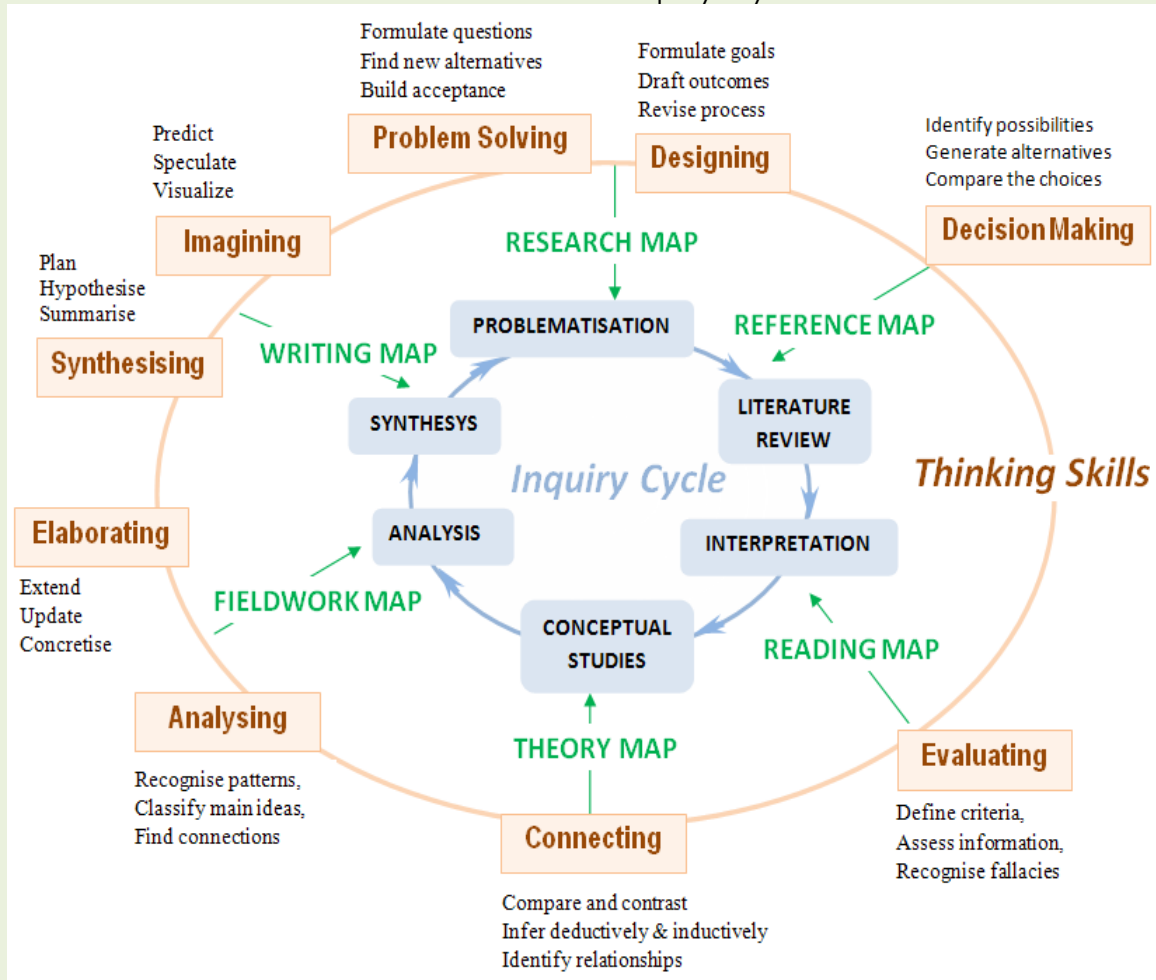 Formulate questions
Find new alternatives
Build acceptance
Problem Solving
Formulate goals
Draft outcomes
Revise process
Designing
Identify possibilities
Generate alternatives
Compare the choices
Decision Making
Predict
Speculate
Visualize
Imagining
Plan
Hypothesise
Summarise
Synthesising
RESEARCH MAP
REFERENCE MAP
WRITING MAP
PROBLEMATISATION
LITERATURE
REVIEW
SYNTHESYS
Inquiry Cycle
Thinking Skills
ANALYSIS
INTERPRETATION
CONCEPTUAL
STUDIES
Elaborating
Extend
Update
Concretise
FIELDWORK MAP
READING MAP
THEORY MAP
Analysing
Recognise patterns,
Classify main ideas,
Find connections
Connecting
Compare and contrast
Infer deductively & inductively
Identify relationships
Evaluating
Define criteria,
Assess information,
Recognise fallacies